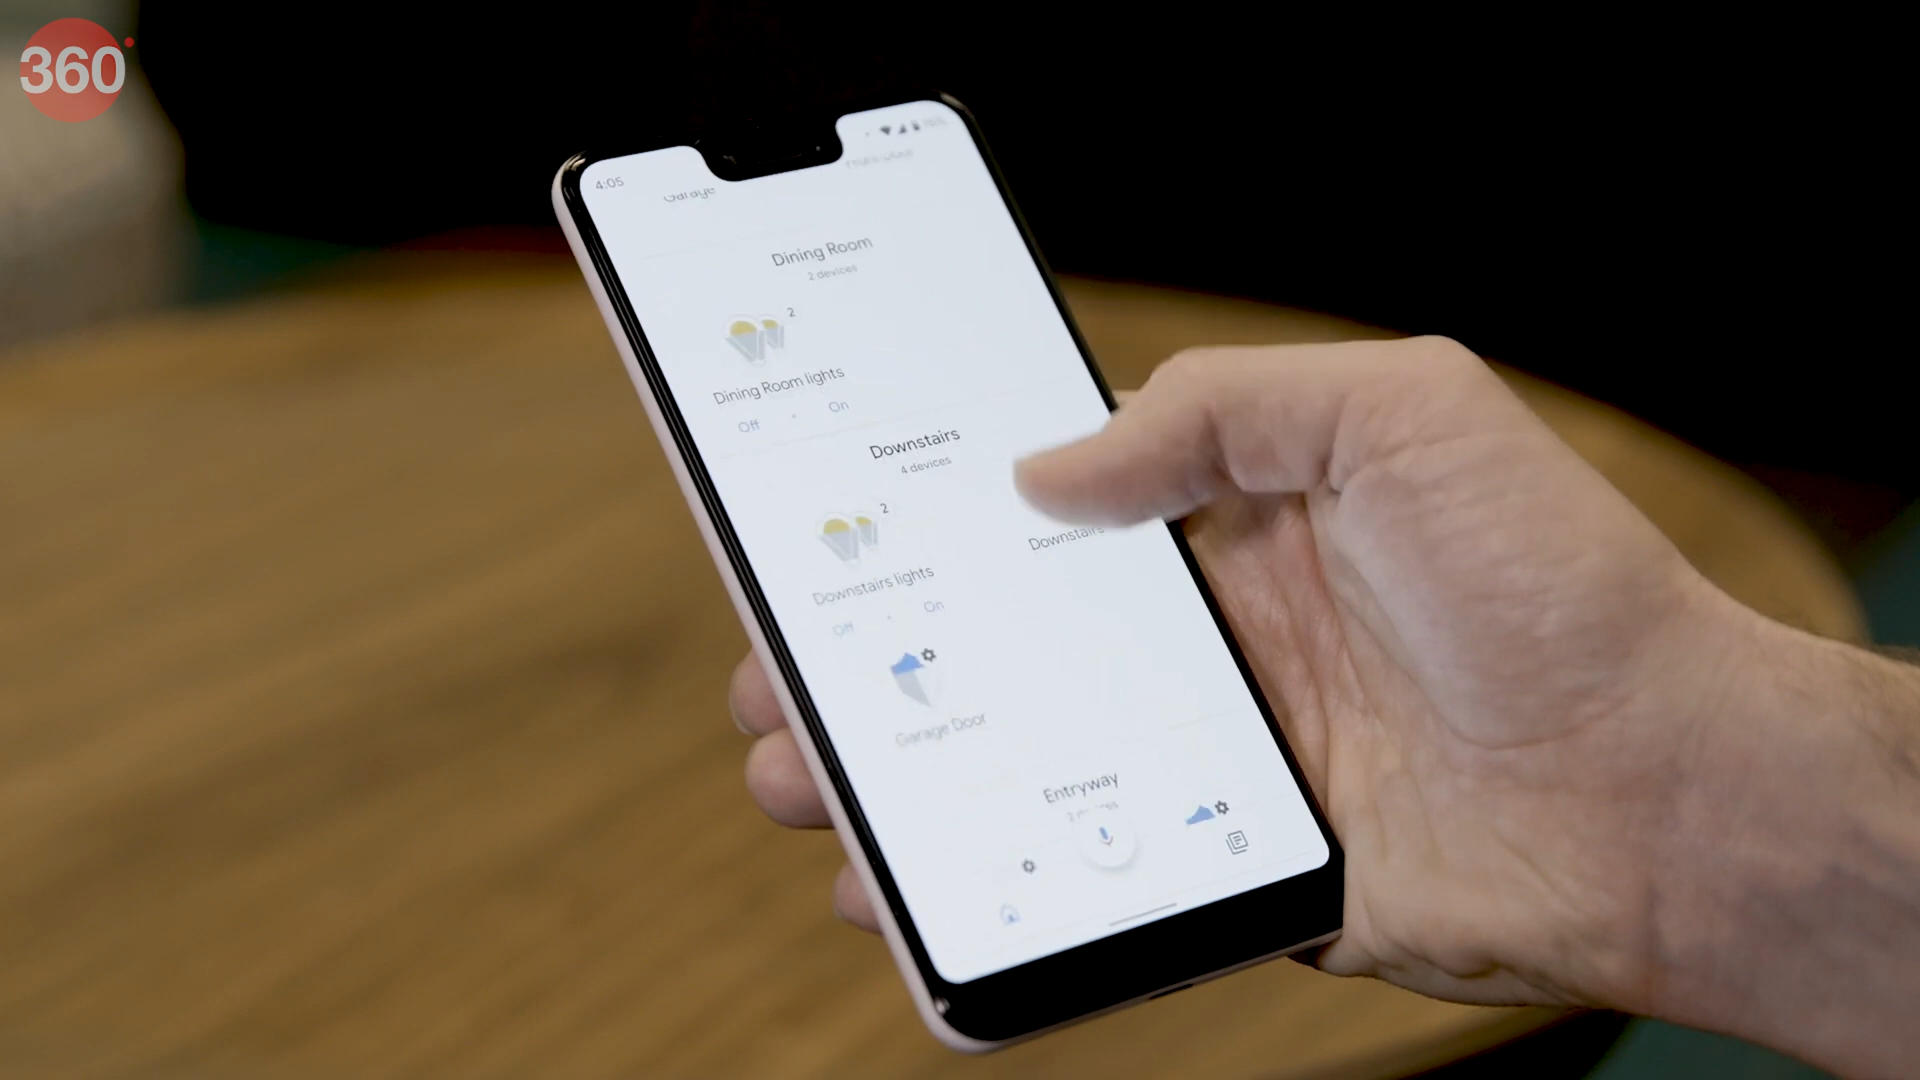 360
4:05
Garage
Dining Room
2 devices
2
Dining Room lights
Off
On
Downstairs
4 devices
2
Downstairs
Downstairs lights
Off
On
Garage Door
Entryway